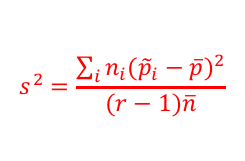 s² = ∑ᵢ nᵢ(p̃ᵢ − p̄)² / (r − 1)n̄